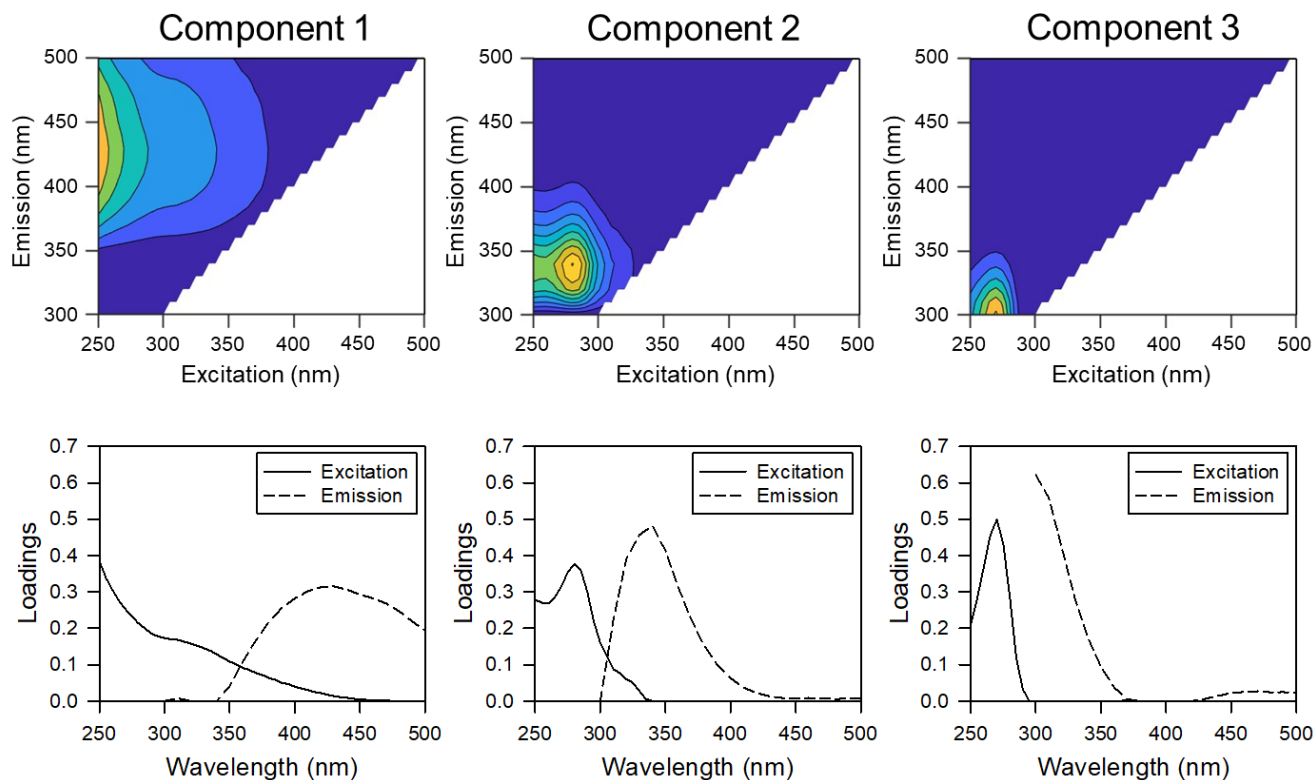 Component 1
Component 2
Component 3
500
450
400
350
300
Emission (nm)
250 300 350 400 450 500
Excitation (nm)
500
450
400
350
300
Emission (nm)
250 300 350 400 450 500
Excitation (nm)
500
450
400
350
300
Emission (nm)
250 300 350 400 450 500
Excitation (nm)
0.7
0.6
0.5
0.4
0.3
0.2
0.1
0.0
Loadings
Excitation
Emission
250 300 350 400 450 500
Wavelength (nm)
0.7
0.6
0.5
0.4
0.3
0.2
0.1
0.0
Loadings
Excitation
Emission
250 300 350 400 450 500
Wavelength (nm)
0.7
0.6
0.5
0.4
0.3
0.2
0.1
0.0
Loadings
Excitation
Emission
250 300 350 400 450 500
Wavelength (nm)